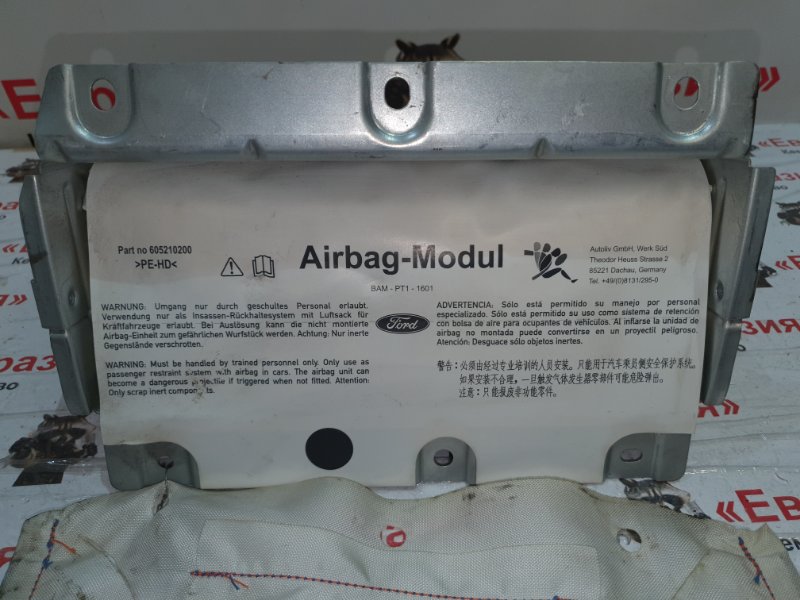 Part no 605210200
>PE-HD<
Airbag-Modul
BAM - PT1 - 1601
Autoliv GmbH, Werk Süd
Theodor Heuss Strasse 2
85221 Dachau, Germany
Tel. +49/(0)8131/295-0
WARNUNG: Umgang nur durch geschultes Personal erlaubt.
Verwendung nur als Insassen-Rückhaltesystem mit Luftsack für
Kraftfahrzeuge erlaubt. Bei Auslösung kann die nicht montierte
Airbag-Einheit zum gefährlichen Wurfstück werden. Achtung: Nur inerte
Gegenstände verschrotten.
WARNING: Must be handled by trained personnel only. Only use as
passenger restraint system with airbag in cars. The airbag unit can
become a dangerous projectile if triggered when not fitted. Attention:
Only scrap inert components.
Ford
ADVERTENCIA: Sólo está permitido su manejo por personal
especializado. Sólo está permitido su uso como sistema de retención
con bolsa de aire para ocupantes de vehículos. Al inflarse la unidad de
airbag no montada puede convertirse en un proyectil peligroso.
Atención: Desguace sólo objetos inertes.
警告：必须由经过专业培训的人员安装。只能用于汽车乘员侧安全保护系统。
如果安装不合理，一旦触发气体发生器零部件可能危险弹出。
注意：只能报废非功能零件。
«Ев